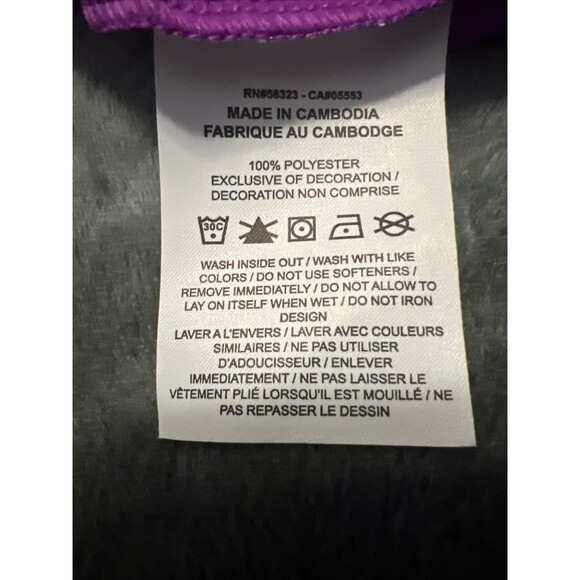 RN#56323 - CA#05553
MADE IN CAMBODIA
FABRIQUE AU CAMBODGE
100% POLYESTER
EXCLUSIVE OF DECORATION /
DECORATION NON COMPRISE
30C
WASH INSIDE OUT / WASH WITH LIKE
COLORS / DO NOT USE SOFTENERS /
REMOVE IMMEDIATELY / DO NOT ALLOW TO
LAY ON ITSELF WHEN WET / DO NOT IRON
DESIGN
LAVER A L'ENVERS / LAVER AVEC COULEURS
SIMILAIRES / NE PAS UTILISER
D'ADOUCISSEUR / ENLEVER
IMMEDIATEMENT / NE PAS LAISSER LE
VÊTEMENT PLIÉ LORSQU'IL EST MOUILLÉ / NE
PAS REPASSER LE DESSIN